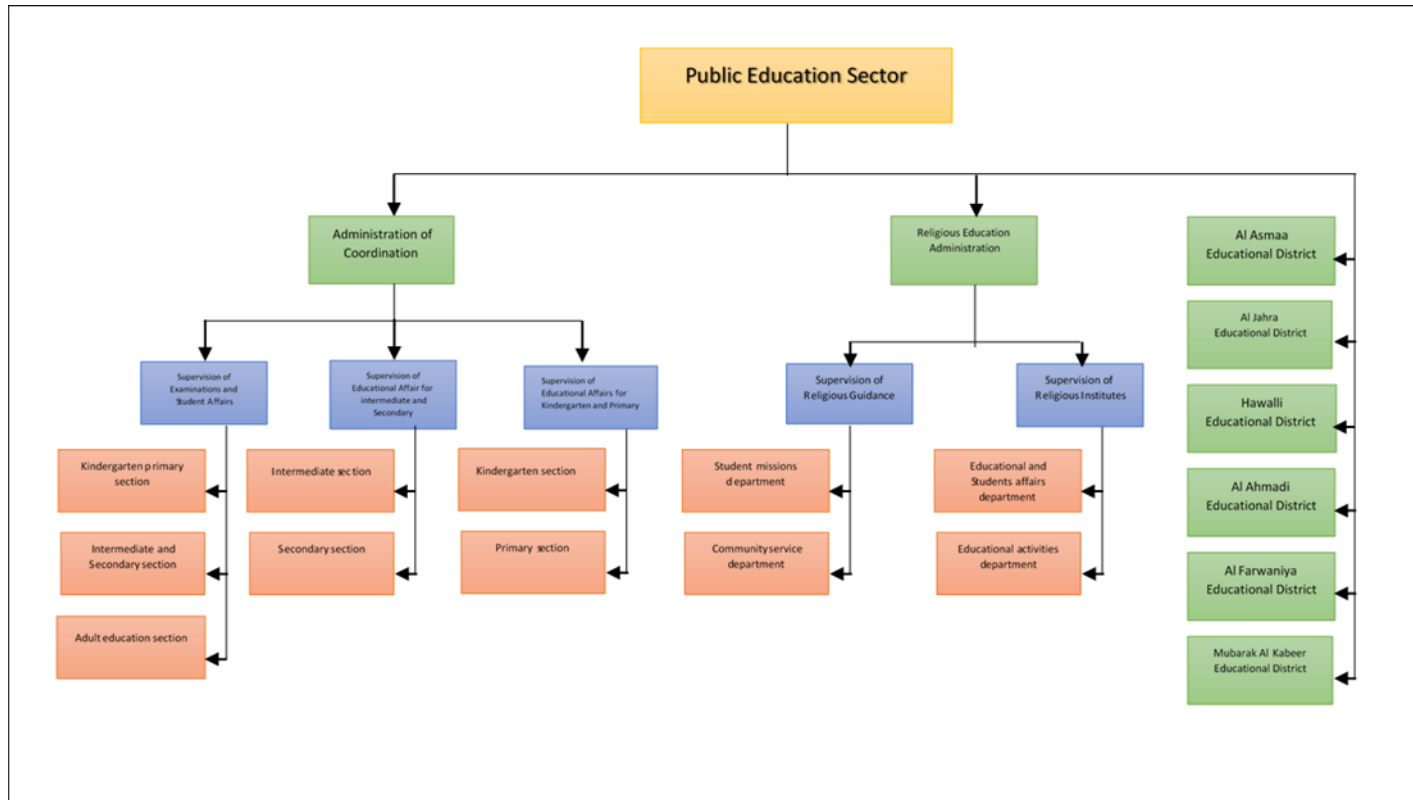 Public Education Sector
Administration of
Coordination
Religious Education
Administration
Al Asmaa
Educational District
Al Jahra
Educational District
Hawalli
Educational District
Al Ahmadi
Educational District
Al Farwaniya
Educational District
Mubarak Al Kabeer
Educational District
Supervision of
Examinations and
Student Affairs
Supervision of
Educational Affair for
intermediate and
Secondary
Supervision of
Educational Affairs for
Kindergarten and Primary
Supervision of
Religious Guidance
Supervision of
Religious Institutes
Kindergarten primary
section
Intermediate and
Secondary section
Adult education section
Intermediate section
Secondary section
Kindergarten section
Primary section
Student missions
department
Community service
department
Educational and
Students affairs
department
Educational activities
department